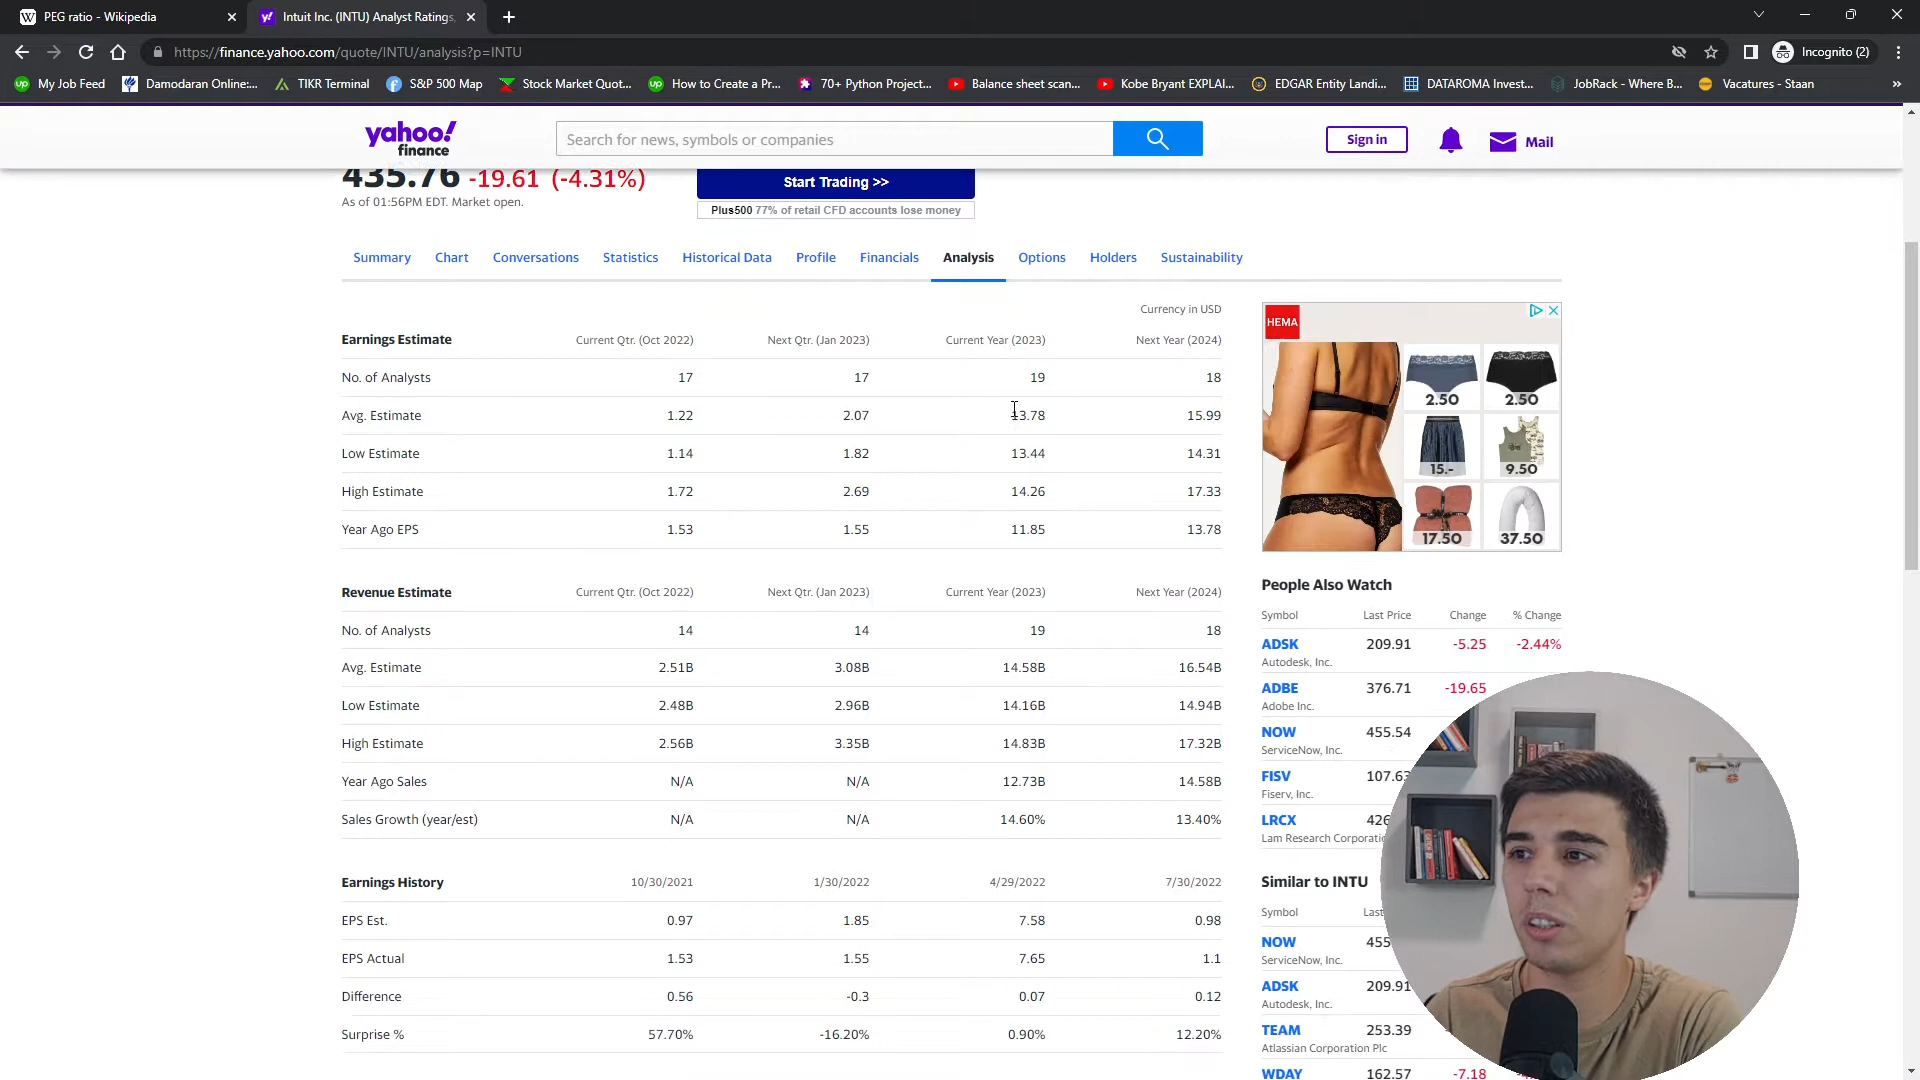 PEG ratio - Wikipedia
Intuit Inc. (INTU) Analyst Ratings,
https://finance.yahoo.com/quote/INTU/analysis?p=INTU
Incognito (2)
My Job Feed
Damodaran Online:...
TIKR Terminal
S&P 500 Map
Stock Market Quot...
How to Create a Pr...
70+ Python Project...
Balance sheet scan...
Kobe Bryant EXPLAI...
EDGAR Entity Landi...
DATAROMA Invest...
JobRack - Where B...
Vacatures - Staan
yahoo!
finance
Search for news, symbols or companies
Sign in
Mail
435.76 -19.61 (-4.31%)
As of 01:56PM EDT. Market open.
Start Trading >>
Plus500 77% of retail CFD accounts lose money
Summary Chart Conversations Statistics Historical Data Profile Financials Analysis Options Holders Sustainability
Currency in USD
Earnings Estimate Current Qtr. (Oct 2022) Next Qtr. (Jan 2023) Current Year (2023) Next Year (2024)
No. of Analysts 17 17 19 18
Avg. Estimate 1.22 2.07 13.78 15.99
Low Estimate 1.14 1.82 13.44 14.31
High Estimate 1.72 2.69 14.26 17.33
Year Ago EPS 1.53 1.55 11.85 13.78
Revenue Estimate Current Qtr. (Oct 2022) Next Qtr. (Jan 2023) Current Year (2023) Next Year (2024)
No. of Analysts 14 14 19 18
Avg. Estimate 2.51B 3.08B 14.58B 16.54B
Low Estimate 2.48B 2.96B 14.16B 14.94B
High Estimate 2.56B 3.35B 14.83B 17.32B
Year Ago Sales N/A N/A 12.73B 14.58B
Sales Growth (year/est) N/A N/A 14.60% 13.40%
Earnings History 10/30/2021 1/30/2022 4/29/2022 7/30/2022
EPS Est. 0.97 1.85 7.58 0.98
EPS Actual 1.53 1.55 7.65 1.1
Difference 0.56 -0.3 0.07 0.12
Surprise % 57.70% -16.20% 0.90% 12.20%
HEMA
2.50 2.50
15.- 9.50
17.50 37.50
People Also Watch
Symbol Last Price Change % Change
ADSK 209.91 -5.25 -2.44%
Autodesk, Inc.
ADBE 376.71 -19.65
Adobe Inc.
NOW 455.54
ServiceNow, Inc.
FISV 107.63
Fiserv, Inc.
LRCX 426
Lam Research Corporatio
Similar to INTU
Symbol Last
NOW 455
ServiceNow, Inc.
ADSK 209.91
Autodesk, Inc.
TEAM 253.39
Atlassian Corporation Plc
WDAY 162.57 -7.18